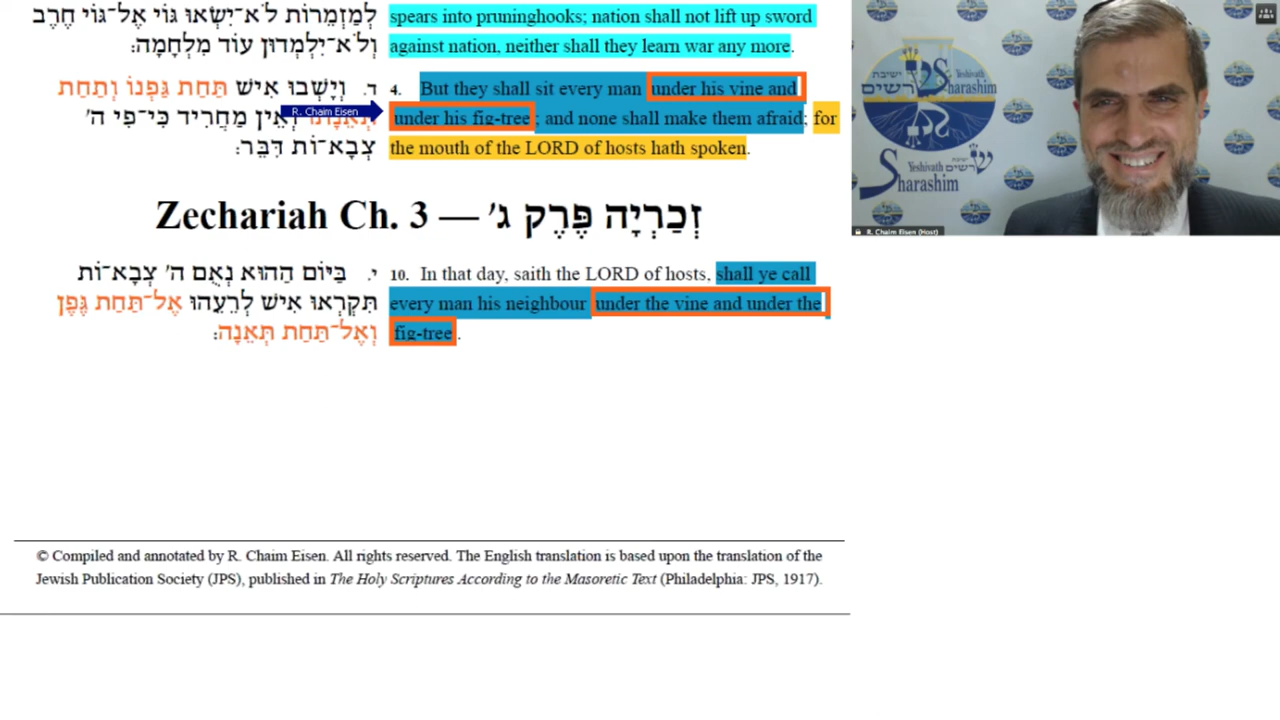 לְמַזְמֵרוֹת לֹא־יִשְׂאוּ גּוֹי אֶל־גּוֹי חֶרֶב
וְלֹא־יִלְמְדוּן עוֹד מִלְחָמָה׃
spears into pruninghooks; nation shall not lift up sword
against nation, neither shall they learn war any more.
ד. וְיָשְׁבוּ אִישׁ תַּחַת גַּפְנוֹ וְתַחַת
וְאֵין מַחֲרִיד כִּי־פִי ה'
צְבָא־וֹת דִּבֵּר׃
R. Chaim Eisen
4. But they shall sit every man under his vine and
under his fig-tree; and none shall make them afraid; for
the mouth of the LORD of hosts hath spoken.
Zechariah Ch. 3 — זְכַרְיָה פֶּרֶק ג'
י. בַּיּוֹם הַהוּא נְאֻם ה' צְבָא־וֹת
תִּקְרְאוּ אִישׁ לְרֵעֵהוּ אֶל־תַּחַת גֶּפֶן
וְאֶל־תַּחַת תְּאֵנָה׃
10. In that day, saith the LORD of hosts, shall ye call
every man his neighbour under the vine and under the
fig-tree.
© Compiled and annotated by R. Chaim Eisen. All rights reserved. The English translation is based upon the translation of the
Jewish Publication Society (JPS), published in The Holy Scriptures According to the Masoretic Text (Philadelphia: JPS, 1917).
ישיבת
שרשים
Yeshivath
Sharashim
Yeshivath
Sharashim
ישיבת
שרשים
R. Chaim Eisen (Host)